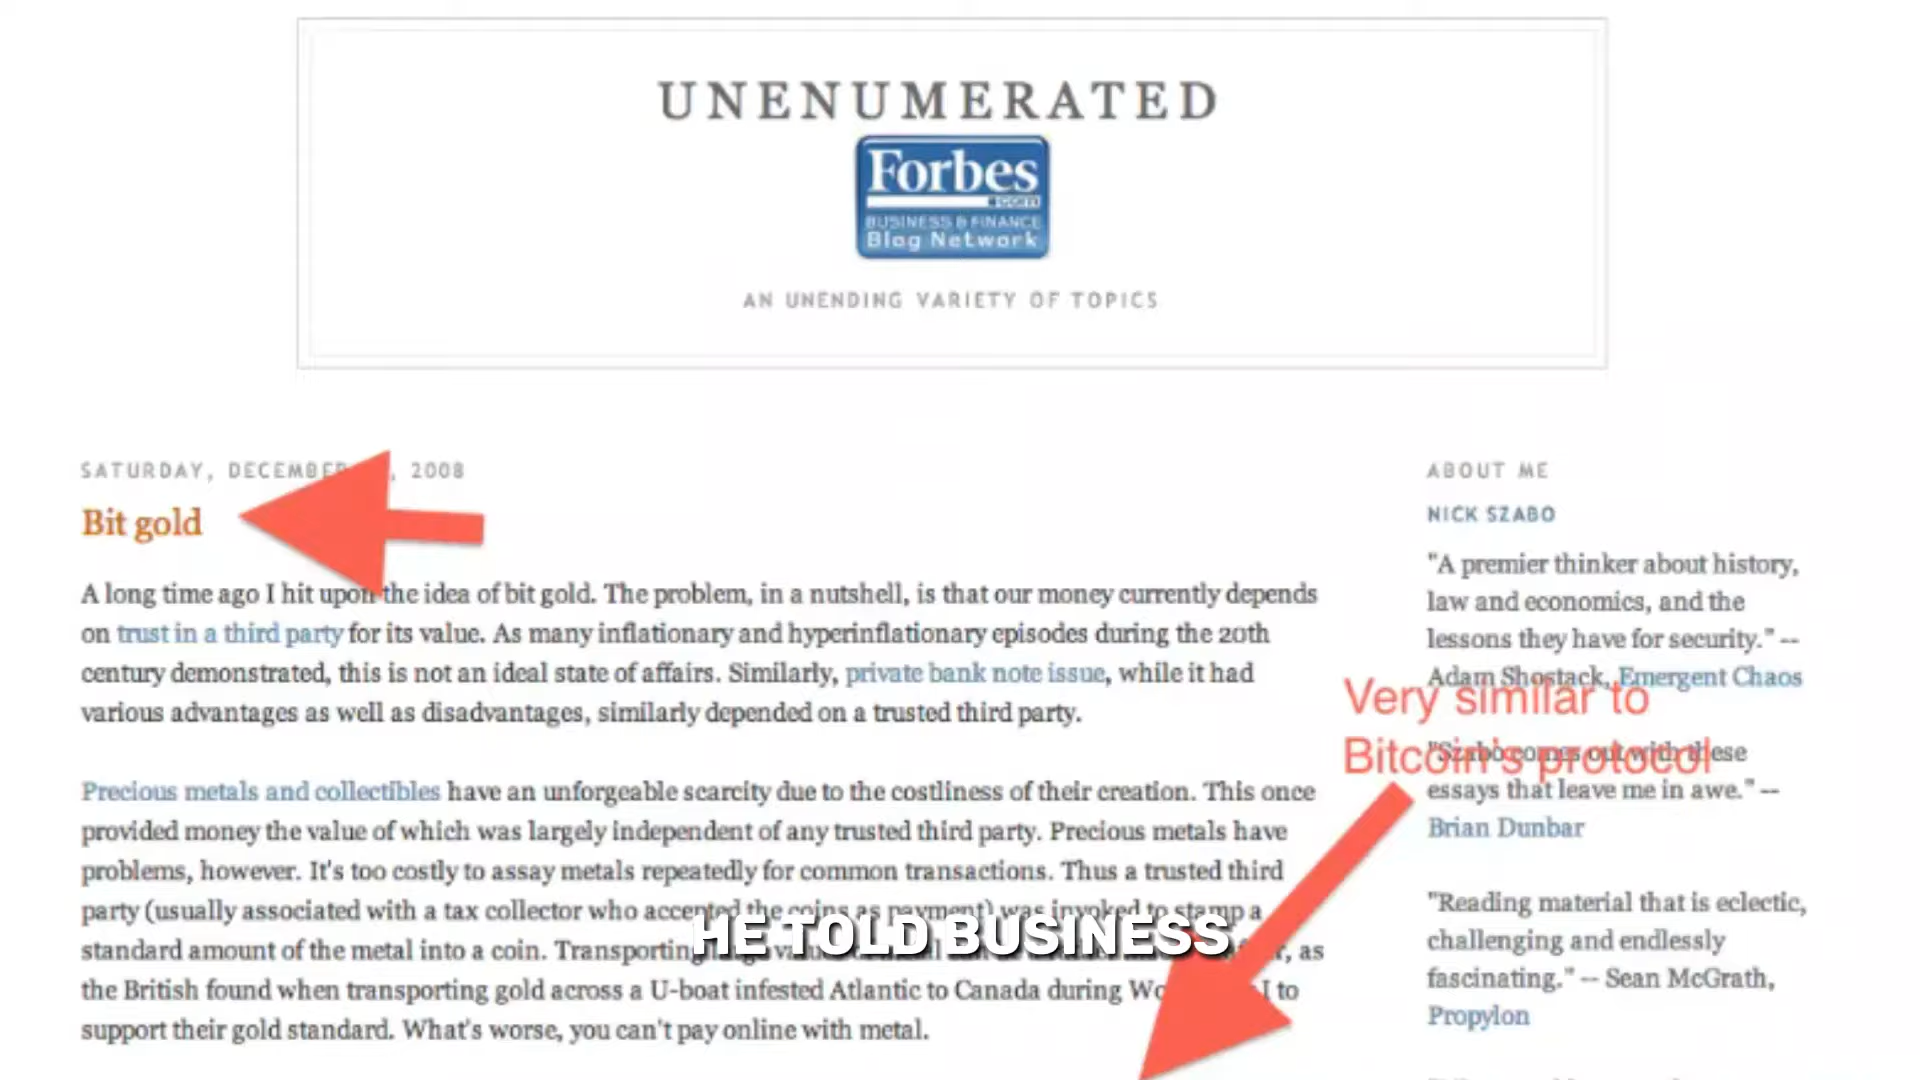 UNENUMERATED
Forbes
.com
BUSINESS & FINANCE
Blog Network
AN UNENDING VARIETY OF TOPICS
SATURDAY, DECEMBER , 2008
Bit gold
A long time ago I hit upon the idea of bit gold. The problem, in a nutshell, is that our money currently depends
on trust in a third party for its value. As many inflationary and hyperinflationary episodes during the 20th
century demonstrated, this is not an ideal state of affairs. Similarly, private bank note issue, while it had
various advantages as well as disadvantages, similarly depended on a trusted third party.
Precious metals and collectibles have an unforgeable scarcity due to the costliness of their creation. This once
provided money the value of which was largely independent of any trusted third party. Precious metals have
problems, however. It's too costly to assay metals repeatedly for common transactions. Thus a trusted third
party (usually associated with a tax collector who accepted the coins as payment) was invoked to stamp a
standard amount of the metal into a coin. Transporting as
the British found when transporting gold across a U-boat infested Atlantic to Canada during I to
support their gold standard. What's worse, you can't pay online with metal.
HE TOLD BUSINESS
ABOUT ME
NICK SZABO
"A premier thinker about history,
law and economics, and the
lessons they have for security." --
Adam Shostack, Emergent Chaos
Very similar to
Bitcoin's protocol
"Szabo comes out with these
essays that leave me in awe." --
Brian Dunbar
"Reading material that is eclectic,
challenging and endlessly
fascinating." -- Sean McGrath,
Propylon